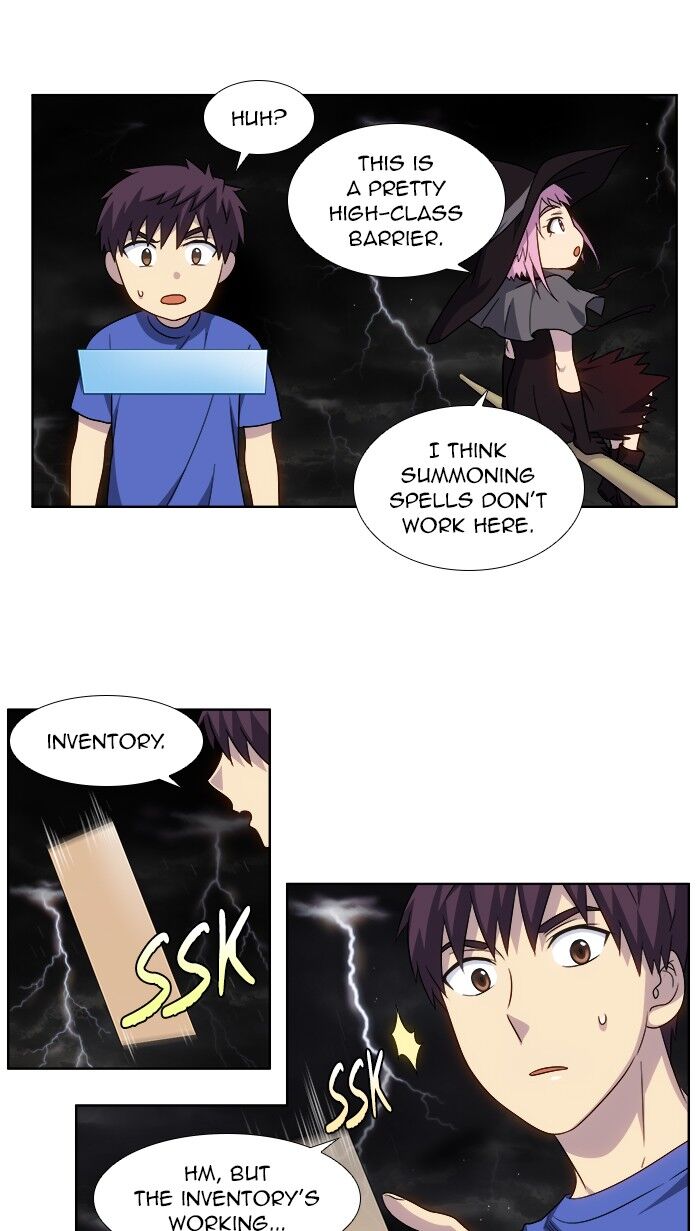 HUH?
THIS IS
A PRETTY
HIGH-CLASS
BARRIER.
I THINK
SUMMONING
SPELLS DON'T
WORK HERE.
INVENTORY.
SSK
SSK
HM, BUT
THE INVENTORY'S
WORKING...